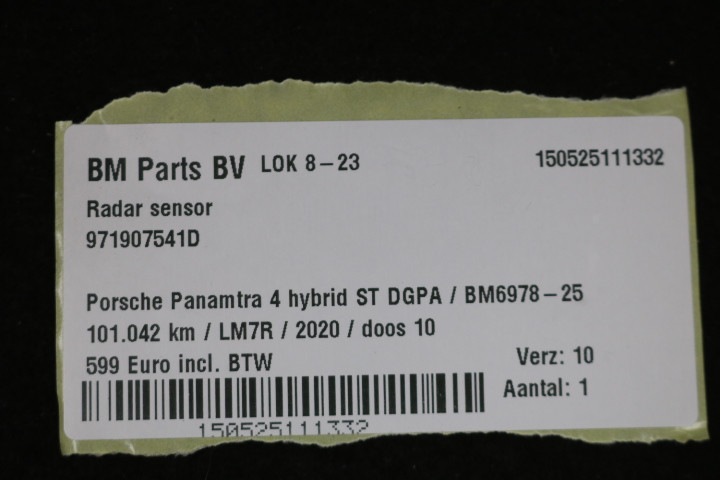 BM Parts BV LOK 8-23 150525111332
Radar sensor
971907541D
Porsche Panamtra 4 hybrid ST DGPA / BM6978-25
101.042 km / LM7R / 2020 / doos 10
599 Euro incl. BTW Verz: 10
Aantal: 1
150525111332